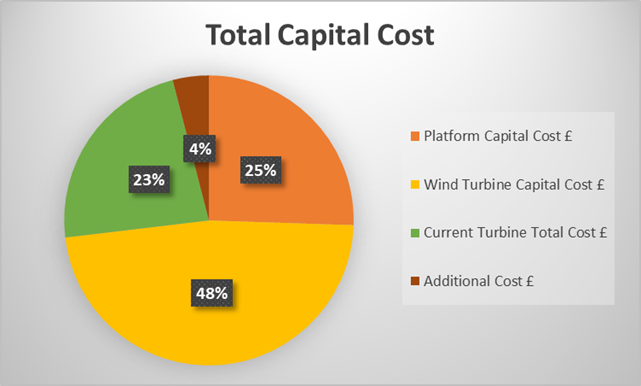 Total Capital Cost
4%
25%
23%
48%
Platform Capital Cost £
Wind Turbine Capital Cost £
Current Turbine Total Cost £
Additional Cost £